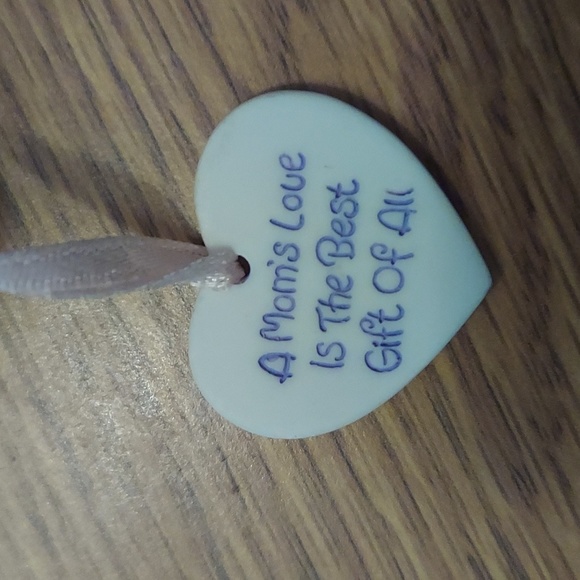 A Mom's Love
Is The Best
Gift Of All